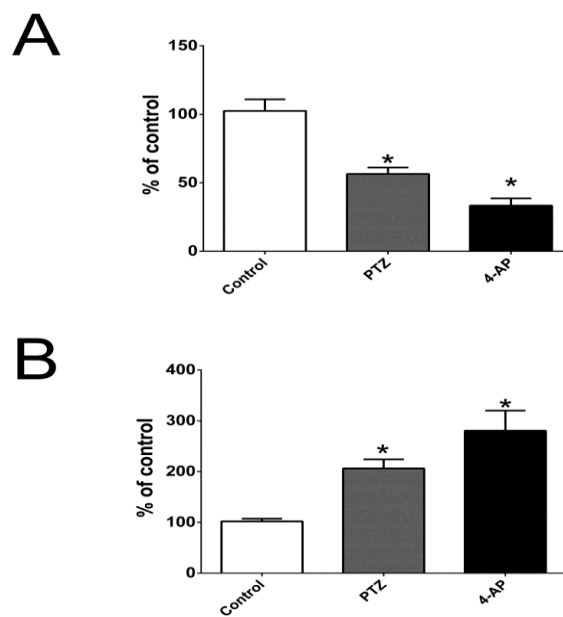 A
% of control
150
100
50
0
*
*
Control
PTZ
4-AP
B
% of control
400
300
200
100
0
*
*
Control
PTZ
4-AP